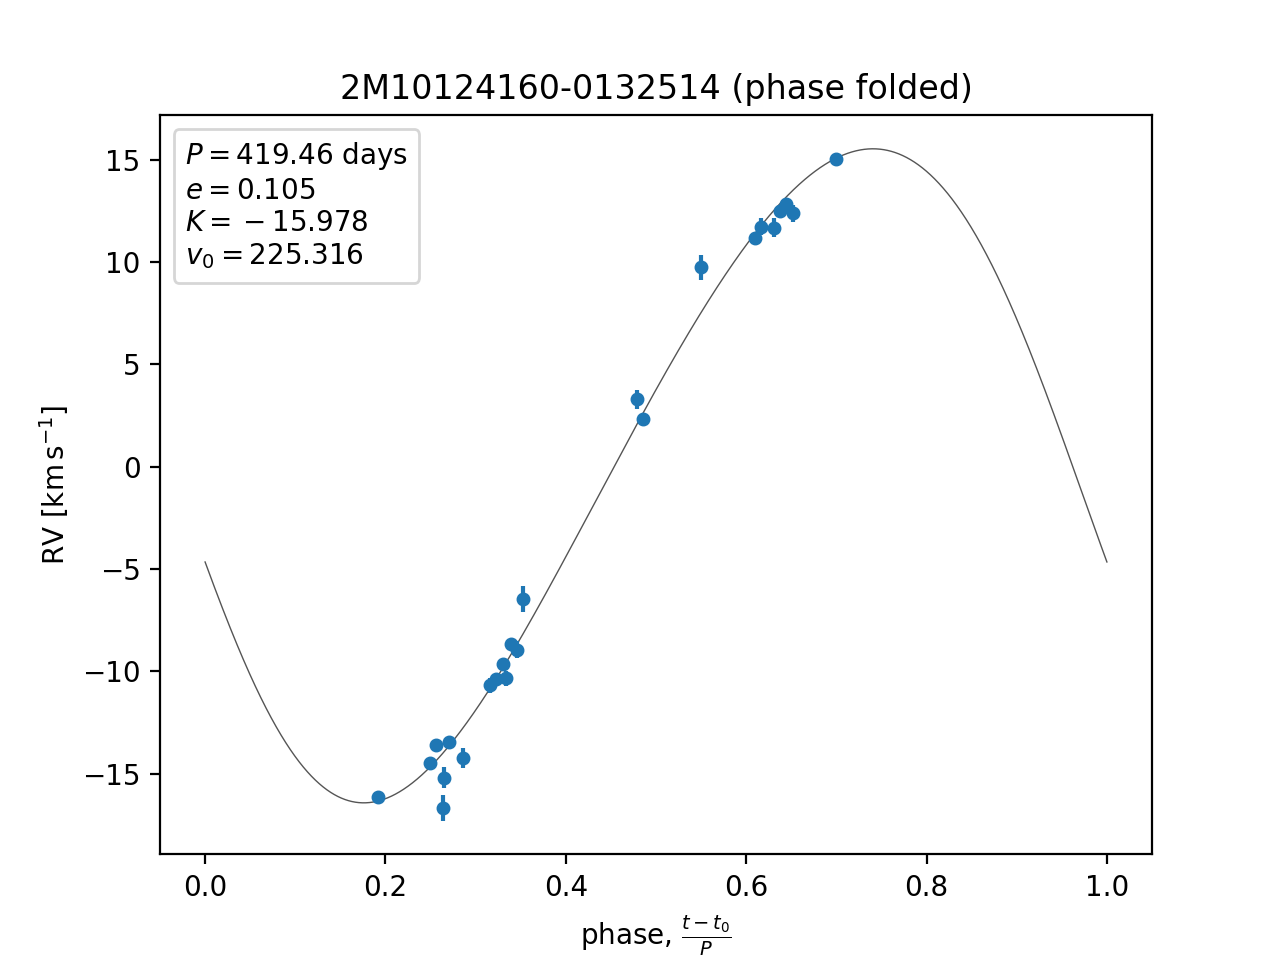 2M10124160-0132514 (phase folded)
P = 419.46 days
e = 0.105
K = −15.978
v₀ = 225.316
15
10
5
0
−5
−10
−15
RV [km s⁻¹]
0.0 0.2 0.4 0.6 0.8 1.0
phase, (t − t₀)/P